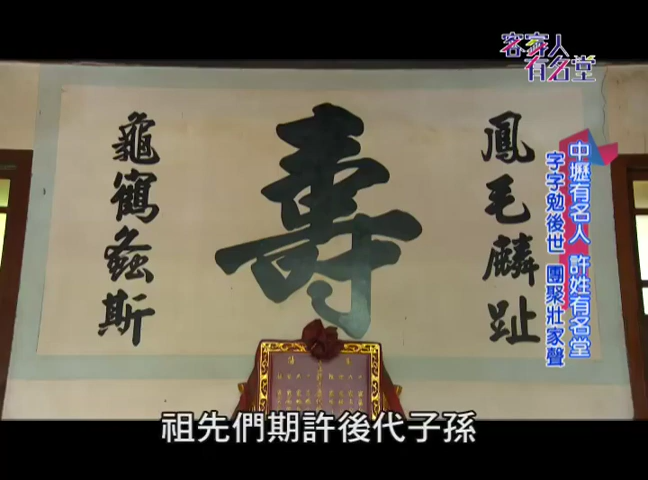 客家人
有名堂
鳳毛麟趾
壽
龜鶴螽斯
中壢有名人 許姓有名堂
字字勉後世 團聚壯家聲
祖先們期許後代子孫